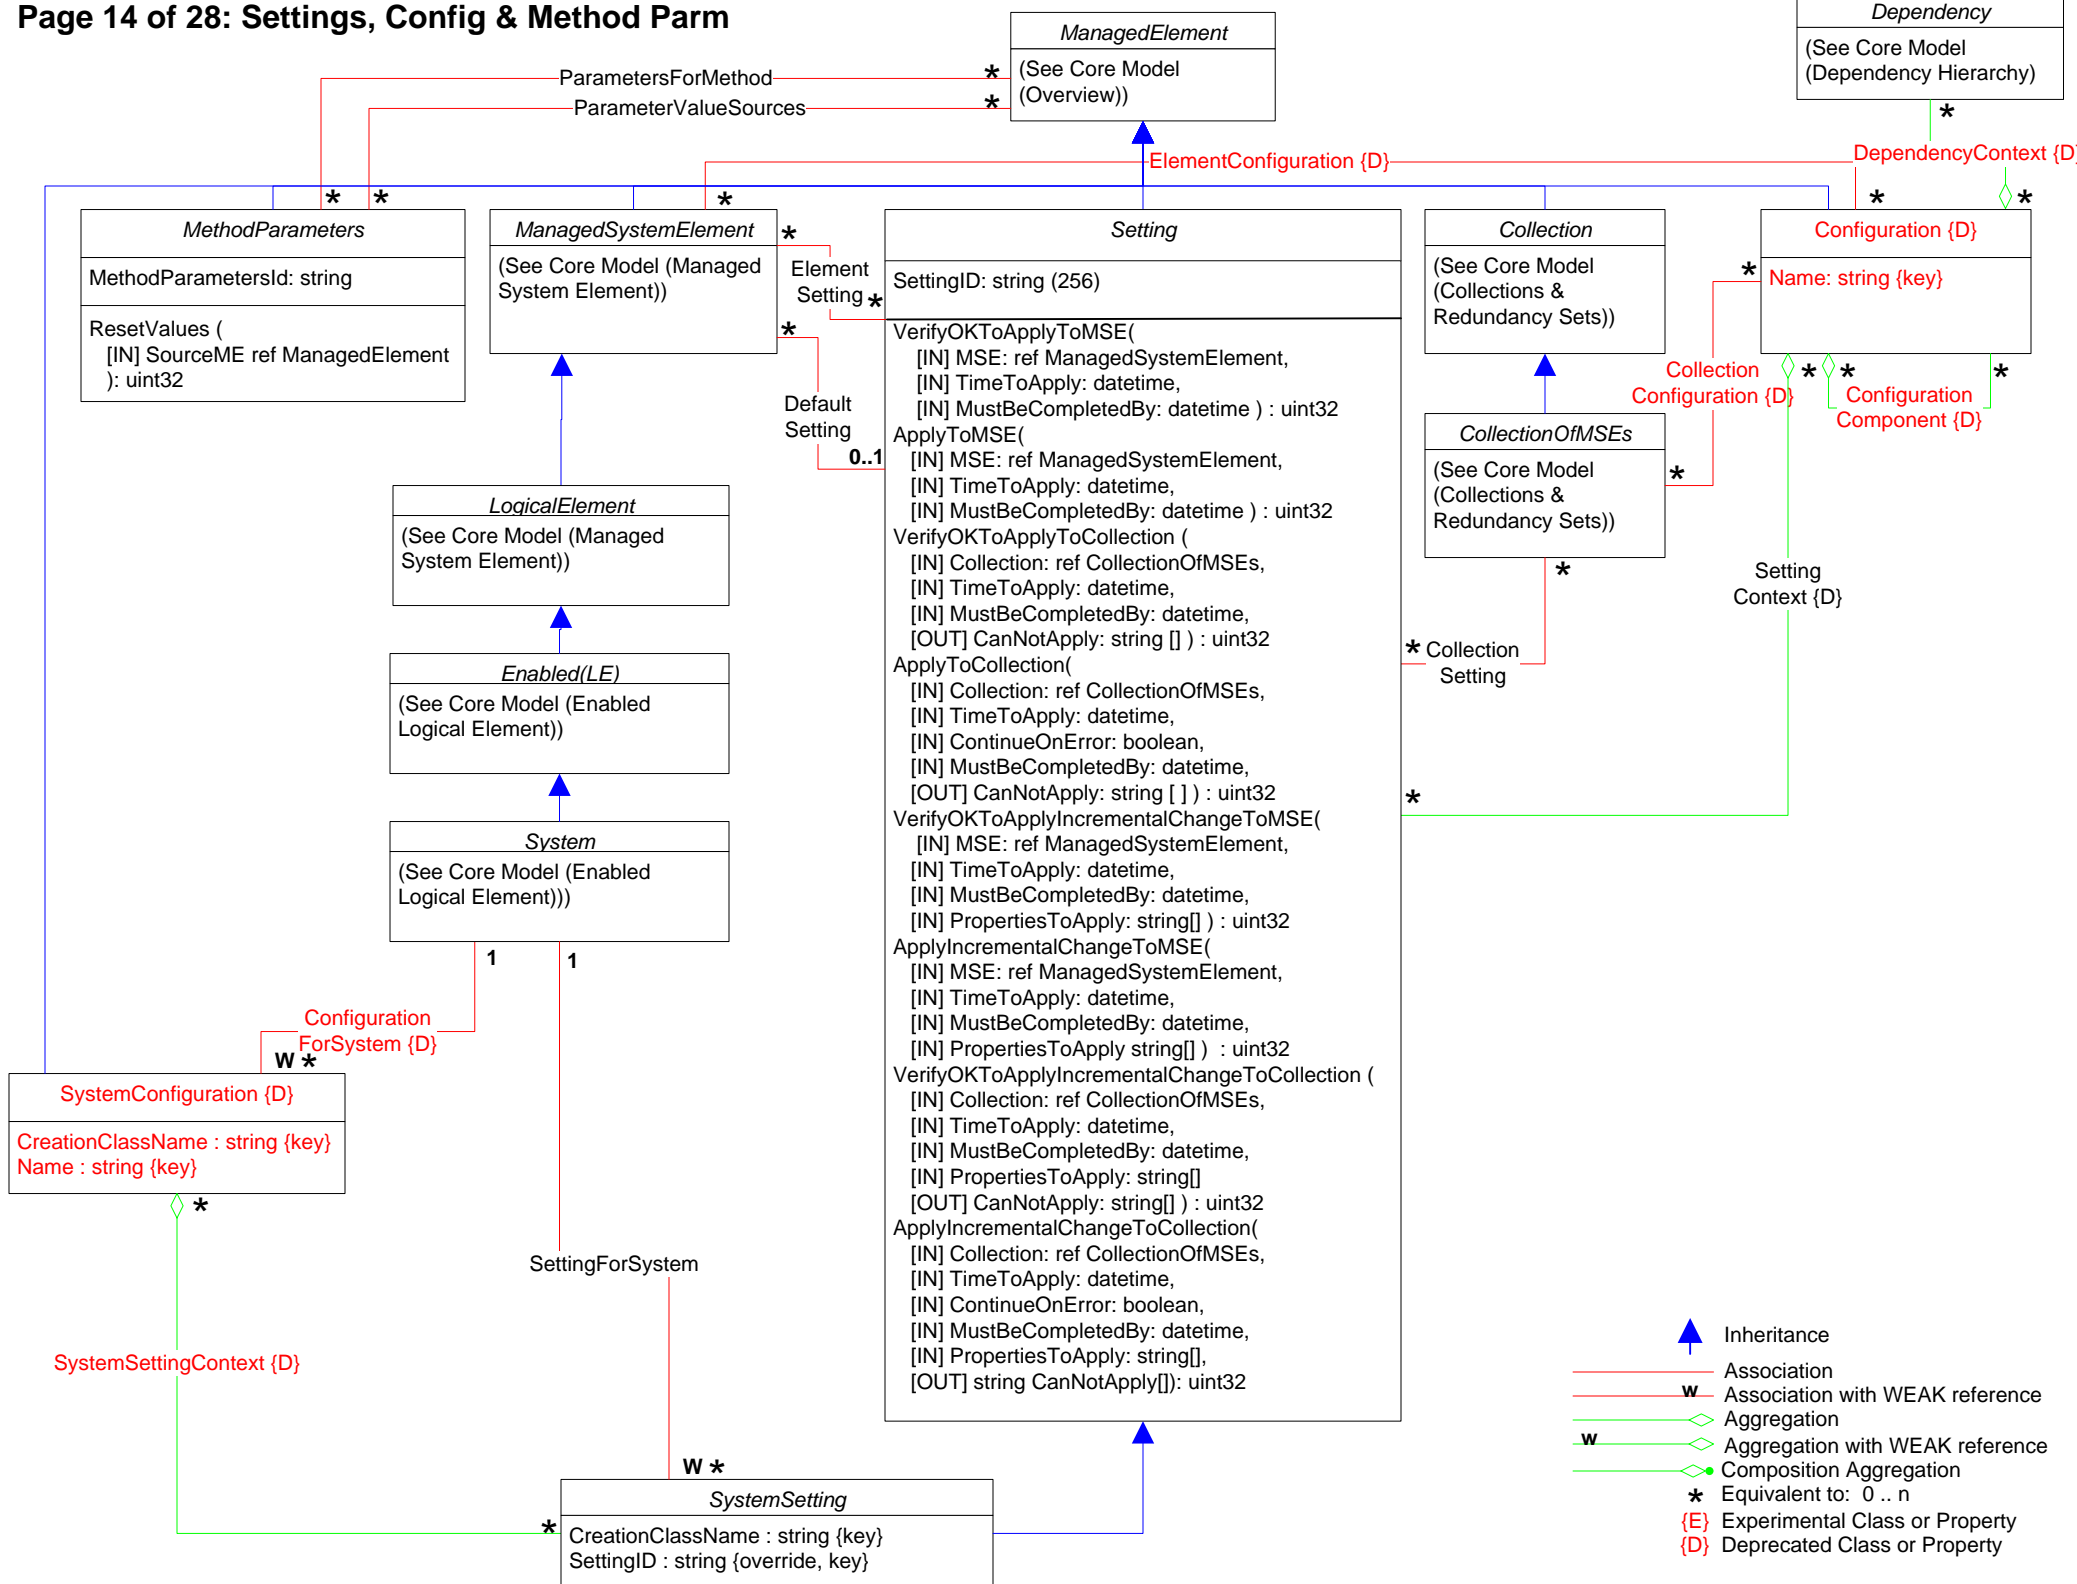 Page 14 of 28: Settings, Config & Method Parm
ManagedElement
(See Core Model
(Overview))
Dependency
(See Core Model
(Dependency Hierarchy)
*
ParametersForMethod
*
ParameterValueSources
*
ElementConfiguration {D}
DependencyContext {D}
*
*
*
*
*
MethodParameters
MethodParametersId: string
ResetValues (
[IN] SourceME ref ManagedElement
): uint32
ManagedSystemElement
(See Core Model (Managed
System Element))
*
Element
Setting
*
*
Default
Setting
0..1
Setting
SettingID: string (256)
VerifyOKToApplyToMSE(
[IN] MSE: ref ManagedSystemElement,
[IN] TimeToApply: datetime,
[IN] MustBeCompletedBy: datetime ) : uint32
ApplyToMSE(
[IN] MSE: ref ManagedSystemElement,
[IN] TimeToApply: datetime,
[IN] MustBeCompletedBy: datetime ) : uint32
VerifyOKToApplyToCollection (
[IN] Collection: ref CollectionOfMSEs,
[IN] TimeToApply: datetime,
[IN] MustBeCompletedBy: datetime,
[OUT] CanNotApply: string [] ) : uint32
ApplyToCollection(
[IN] Collection: ref CollectionOfMSEs,
[IN] TimeToApply: datetime,
[IN] ContinueOnError: boolean,
[IN] MustBeCompletedBy: datetime,
[OUT] CanNotApply: string [ ] ) : uint32
VerifyOKToApplyIncrementalChangeToMSE(
[IN] MSE: ref ManagedSystemElement,
[IN] TimeToApply: datetime,
[IN] MustBeCompletedBy: datetime,
[IN] PropertiesToApply: string[] ) : uint32
ApplyIncrementalChangeToMSE(
[IN] MSE: ref ManagedSystemElement,
[IN] TimeToApply: datetime,
[IN] MustBeCompletedBy: datetime,
[IN] PropertiesToApply string[] ) : uint32
VerifyOKToApplyIncrementalChangeToCollection (
[IN] Collection: ref CollectionOfMSEs,
[IN] TimeToApply: datetime,
[IN] MustBeCompletedBy: datetime,
[IN] PropertiesToApply: string[]
[OUT] CanNotApply: string[] ) : uint32
ApplyIncrementalChangeToCollection(
[IN] Collection: ref CollectionOfMSEs,
[IN] TimeToApply: datetime,
[IN] ContinueOnError: boolean,
[IN] MustBeCompletedBy: datetime,
[IN] PropertiesToApply: string[],
[OUT] string CanNotApply[]): uint32
Collection
(See Core Model
(Collections &
Redundancy Sets))
Configuration {D}
Name: string {key}
*
* * *
Collection
Configuration {D}
Configuration
Component {D}
CollectionOfMSEs
(See Core Model
(Collections &
Redundancy Sets))
*
*
* Collection
Setting
Setting
Context {D}
*
LogicalElement
(See Core Model (Managed
System Element))
Enabled(LE)
(See Core Model (Enabled
Logical Element))
System
(See Core Model (Enabled
Logical Element)))
1
1
Configuration
ForSystem {D}
W *
SystemConfiguration {D}
CreationClassName : string {key}
Name : string {key}
*
SettingForSystem
SystemSettingContext {D}
W *
*
SystemSetting
CreationClassName : string {key}
SettingID : string {override, key}
Inheritance
Association
w Association with WEAK reference
Aggregation
w Aggregation with WEAK reference
Composition Aggregation
* Equivalent to: 0 .. n
{E} Experimental Class or Property
{D} Deprecated Class or Property